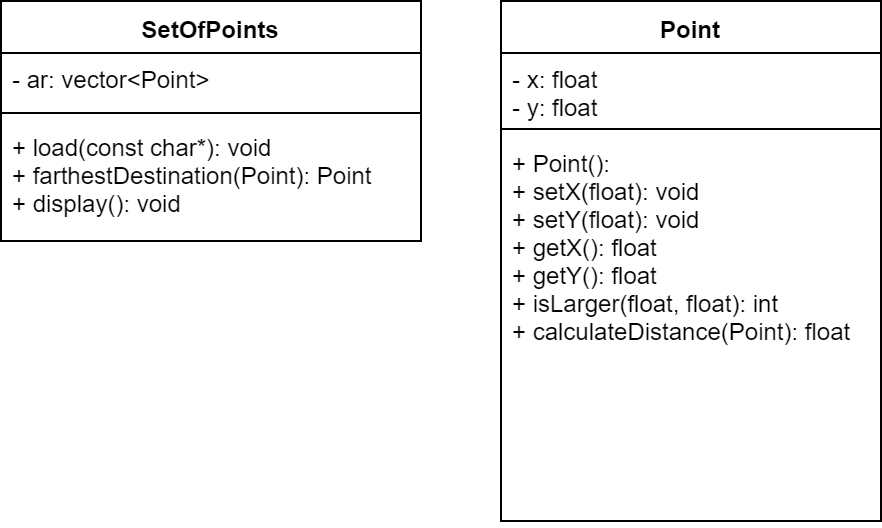 SetOfPoints
- ar: vector<Point>
+ load(const char*): void
+ farthestDestination(Point): Point
+ display(): void
Point
- x: float
- y: float
+ Point():
+ setX(float): void
+ setY(float): void
+ getX(): float
+ getY(): float
+ isLarger(float, float): int
+ calculateDistance(Point): float